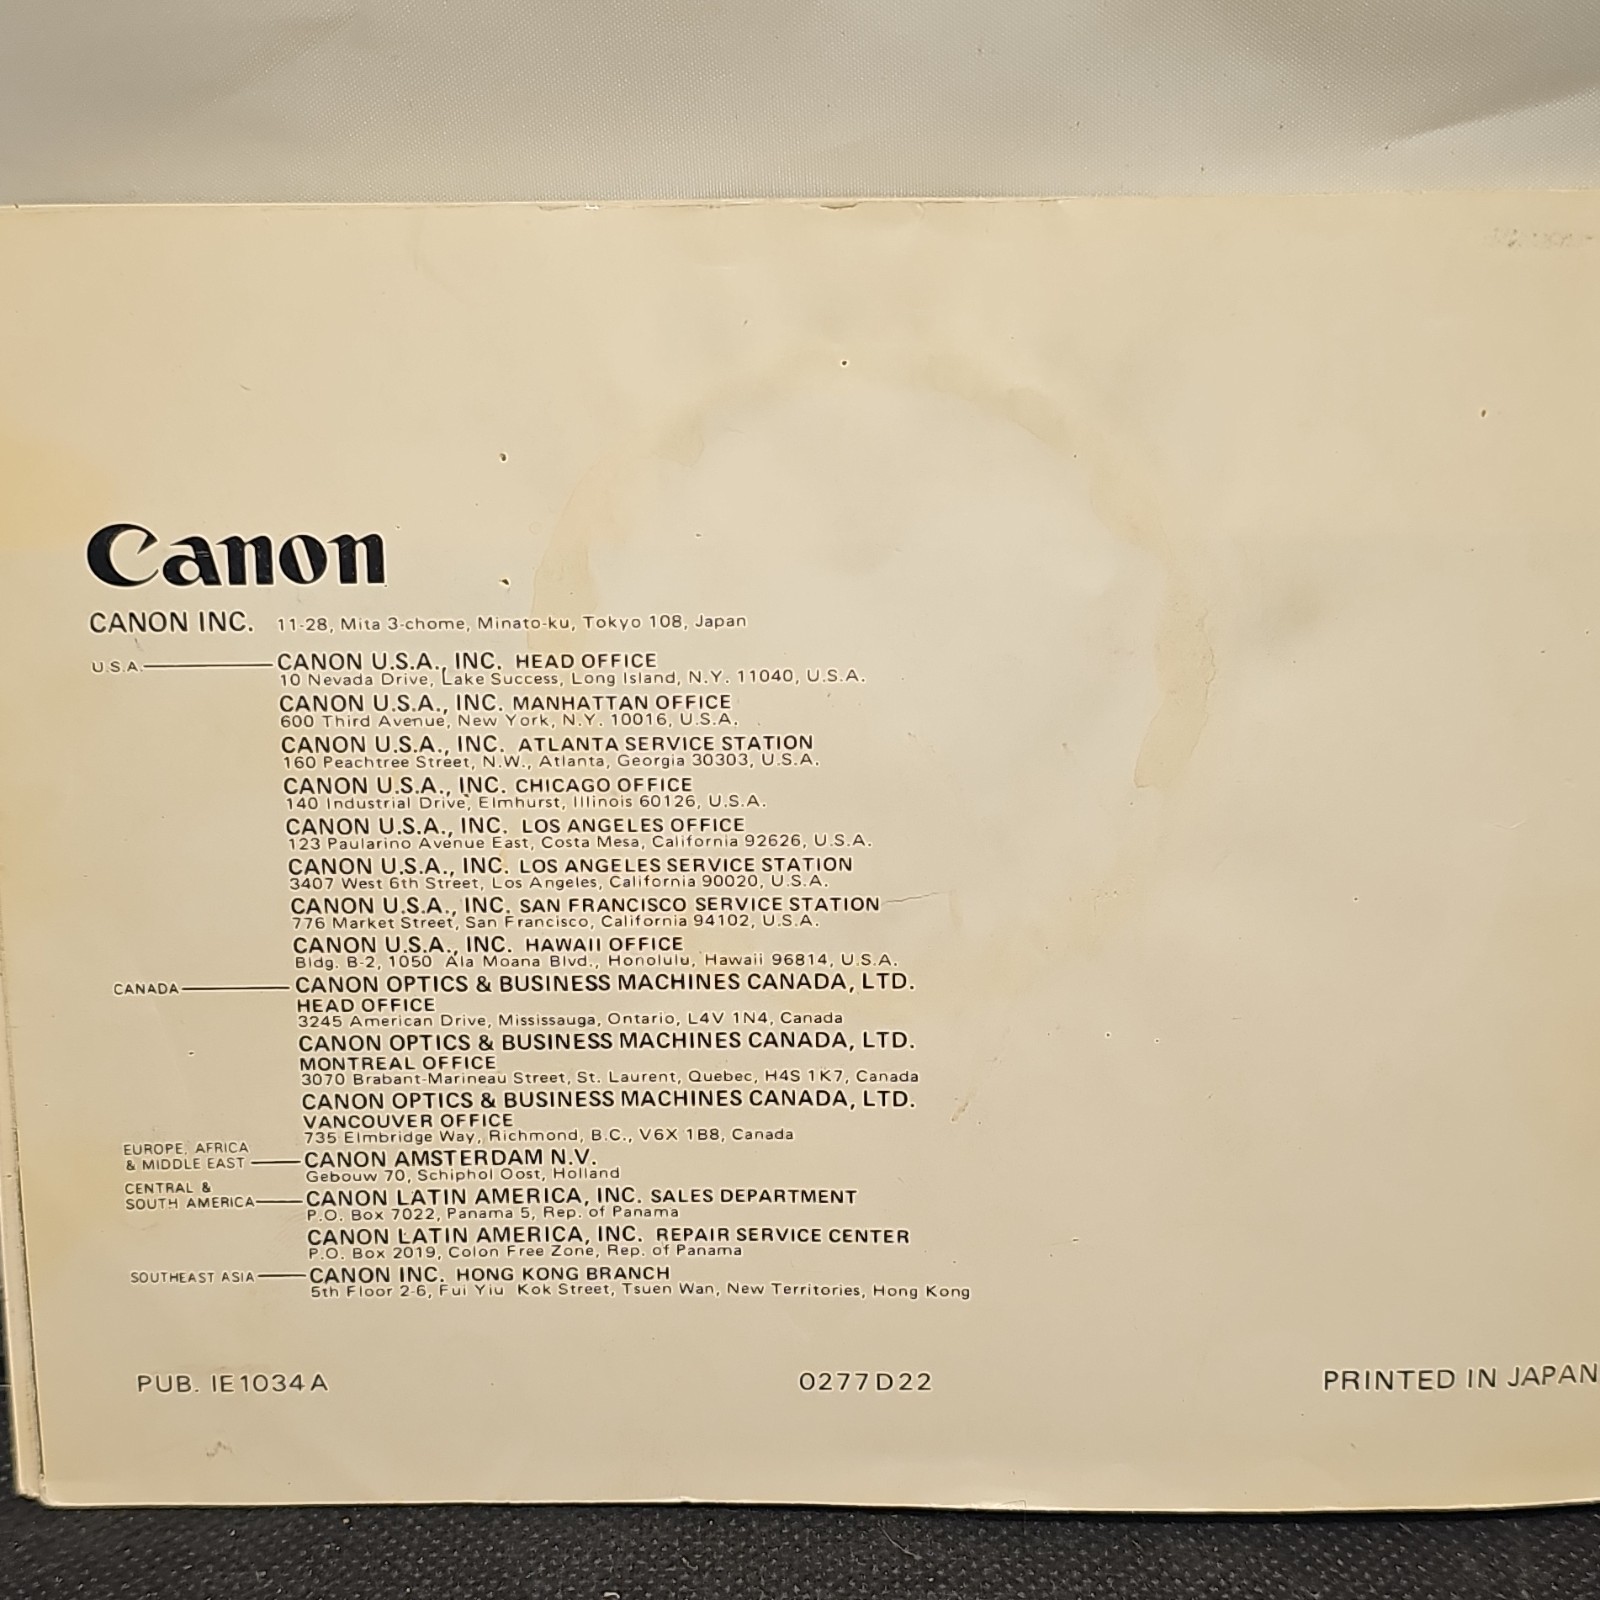 Canon
CANON INC. 11-28, Mita 3-chome, Minato-ku, Tokyo 108, Japan
U.S.A. CANON U.S.A., INC. HEAD OFFICE
10 Nevada Drive, Lake Success, Long Island, N.Y. 11040, U.S.A.
CANON U.S.A., INC. MANHATTAN OFFICE
600 Third Avenue, New York, N.Y. 10016, U.S.A.
CANON U.S.A., INC. ATLANTA SERVICE STATION
160 Peachtree Street, N.W., Atlanta, Georgia 30303, U.S.A.
CANON U.S.A., INC. CHICAGO OFFICE
140 Industrial Drive, Elmhurst, Illinois 60126, U.S.A.
CANON U.S.A., INC. LOS ANGELES OFFICE
123 Paularino Avenue East, Costa Mesa, California 92626, U.S.A.
CANON U.S.A., INC. LOS ANGELES SERVICE STATION
3407 West 6th Street, Los Angeles, California 90020, U.S.A.
CANON U.S.A., INC. SAN FRANCISCO SERVICE STATION
776 Market Street, San Francisco, California 94102, U.S.A.
CANON U.S.A., INC. HAWAII OFFICE
Bldg. B-2, 1050 Ala Moana Blvd., Honolulu, Hawaii 96814, U.S.A.
CANADA CANON OPTICS & BUSINESS MACHINES CANADA, LTD.
HEAD OFFICE
3245 American Drive, Mississauga, Ontario, L4V 1N4, Canada
CANON OPTICS & BUSINESS MACHINES CANADA, LTD.
MONTREAL OFFICE
3070 Brabant-Marineau Street, St. Laurent, Quebec, H4S 1K7, Canada
CANON OPTICS & BUSINESS MACHINES CANADA, LTD.
VANCOUVER OFFICE
735 Elmbridge Way, Richmond, B.C., V6X 1B8, Canada
EUROPE, AFRICA
& MIDDLE EAST CANON AMSTERDAM N.V.
Gebouw 70, Schiphol Oost, Holland
CENTRAL &
SOUTH AMERICA CANON LATIN AMERICA, INC. SALES DEPARTMENT
P.O. Box 7022, Panama 5, Rep. of Panama
CANON LATIN AMERICA, INC. REPAIR SERVICE CENTER
P.O. Box 2019, Colon Free Zone, Rep. of Panama
SOUTHEAST ASIA CANON INC. HONG KONG BRANCH
5th Floor 2-6, Fui Yiu Kok Street, Tsuen Wan, New Territories, Hong Kong
PUB. IE1034A 0277D22 PRINTED IN JAPAN